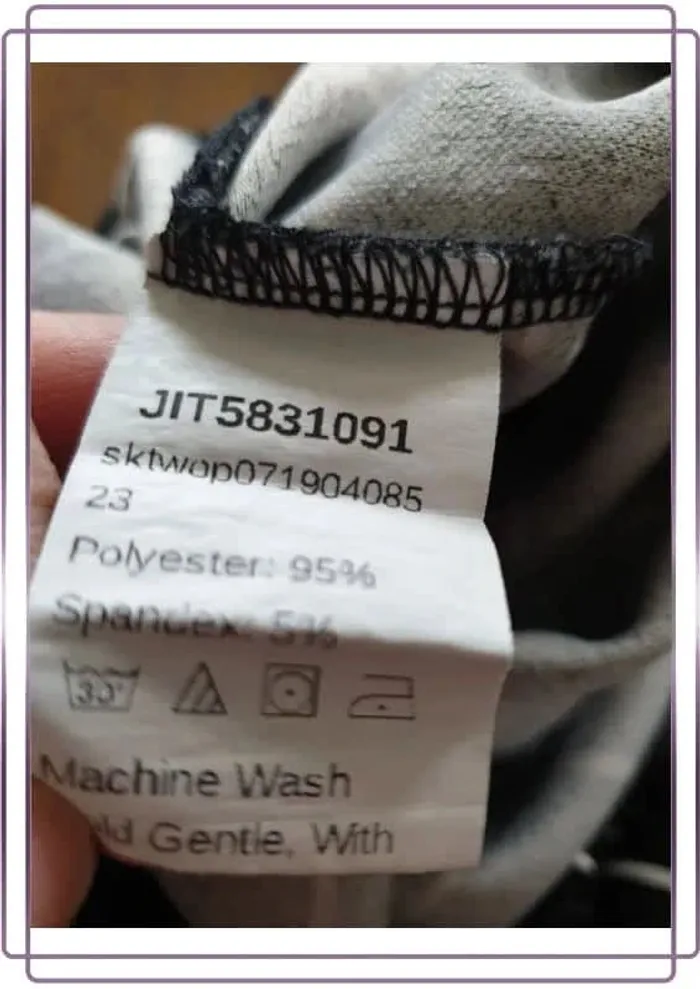 JIT5831091
sktwop071904085
23
Polyester: 95%
Spandex: 5%
30°
Machine Wash
Gentle, With